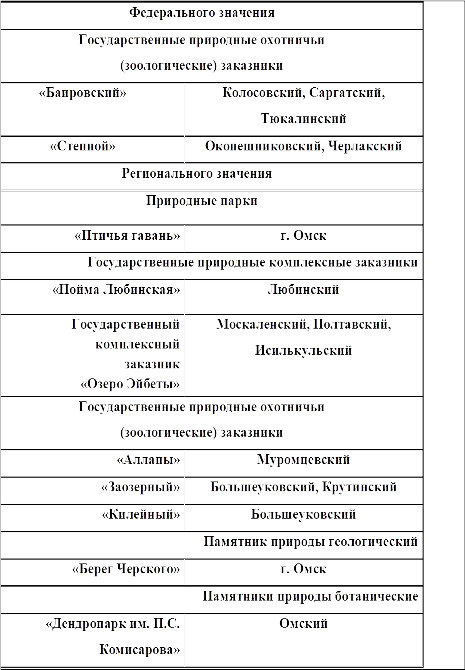 Федерального значения
Государственные природные охотничьи
(зоологические) заказники
«Баировский» Колосовский, Саргатский,
Тюкалинский
«Степной» Оконешниковский, Черлакский
Регионального значения
Природные парки
«Птичья гавань» г. Омск
Государственные природные комплексные заказники
«Пойма Любинская» Любинский
Государственный Москаленский, Полтавский,
комплексный Исилькульский
заказник
«Озеро Эйбеты»
Государственные природные охотничьи
(зоологические) заказники
«Аллапы» Муромцевский
«Заозерный» Большеуковский, Крутинский
«Килейный» Большеуковский
Памятник природы геологический
«Берег Черского» г. Омск
Памятники природы ботанические
«Дендропарк им. П.С. Омский
Комисарова»